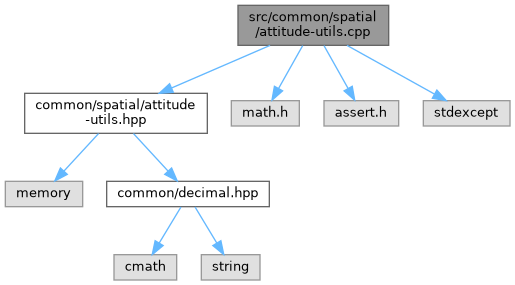 src/common/spatial
/attitude-utils.cpp
common/spatial/attitude
-utils.hpp
math.h
assert.h
stdexcept
memory
common/decimal.hpp
cmath
string